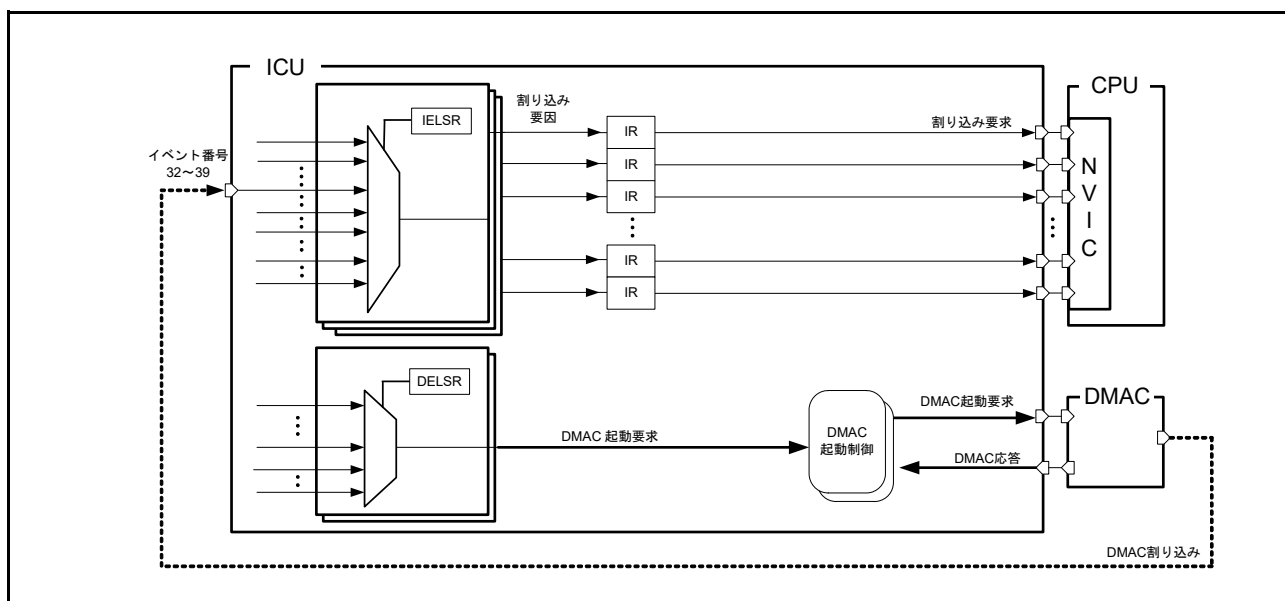 ICU
CPU
IELSR
割り込み
要因
IR
割り込み要求
IR
IR
IR
IR
N
V
I
C
イベント番号
32～39
DELSR
DMAC 起動要求
DMAC
起動制御
DMAC起動要求
DMAC応答
DMAC
DMAC割り込み